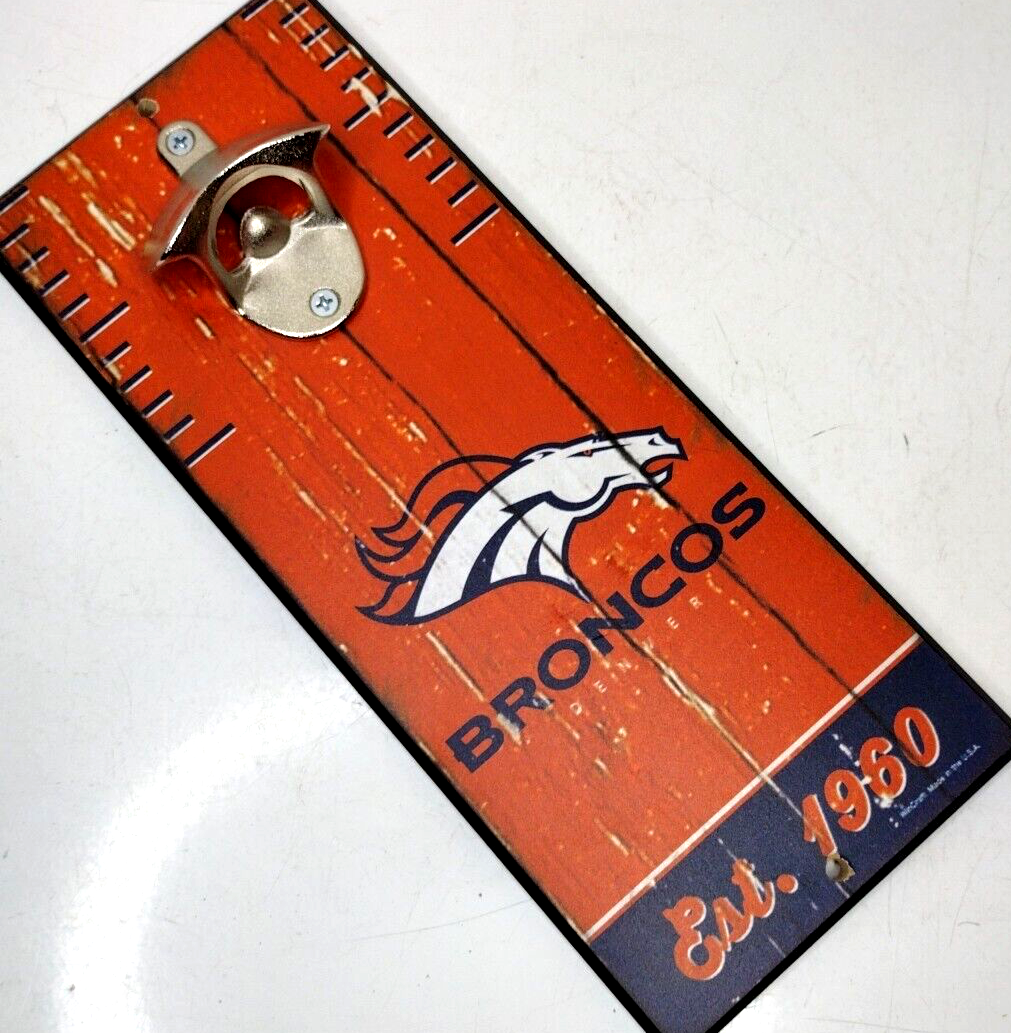 BRONCOS
DENVER
Est. 1960
WinCraft Made in the U.S.A.